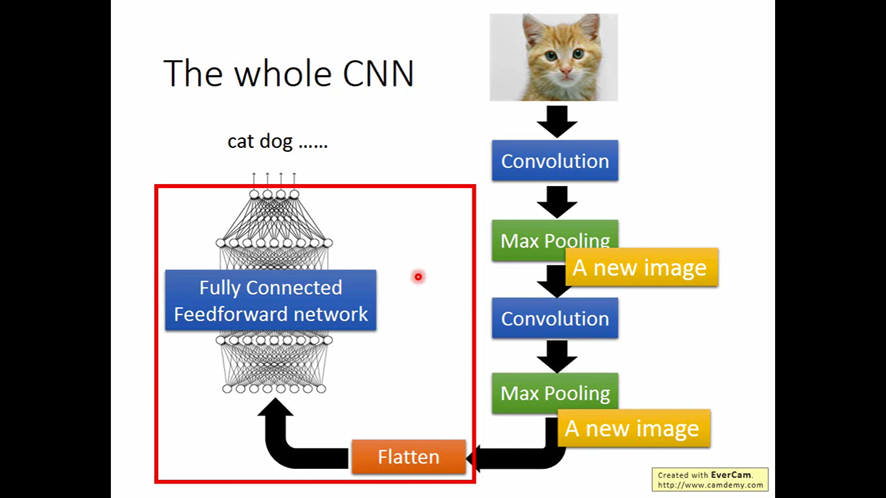 The whole CNN
cat dog ......
Convolution
Max Pooling
A new image
Convolution
Max Pooling
A new image
Flatten
Fully Connected
Feedforward network
Created with EverCam.
http://www.camdemy.com